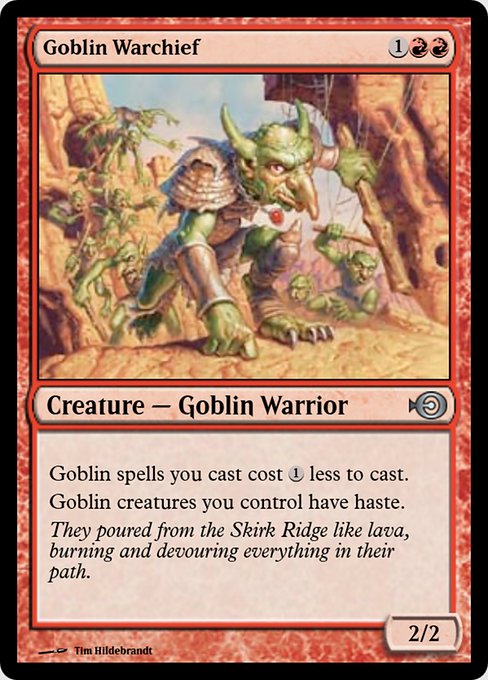 Goblin Warchief 1
Creature — Goblin Warrior
Goblin spells you cast cost 1 less to cast.
Goblin creatures you control have haste.
They poured from the Skirk Ridge like lava,
burning and devouring everything in their
path.
2/2
Tim Hildebrandt